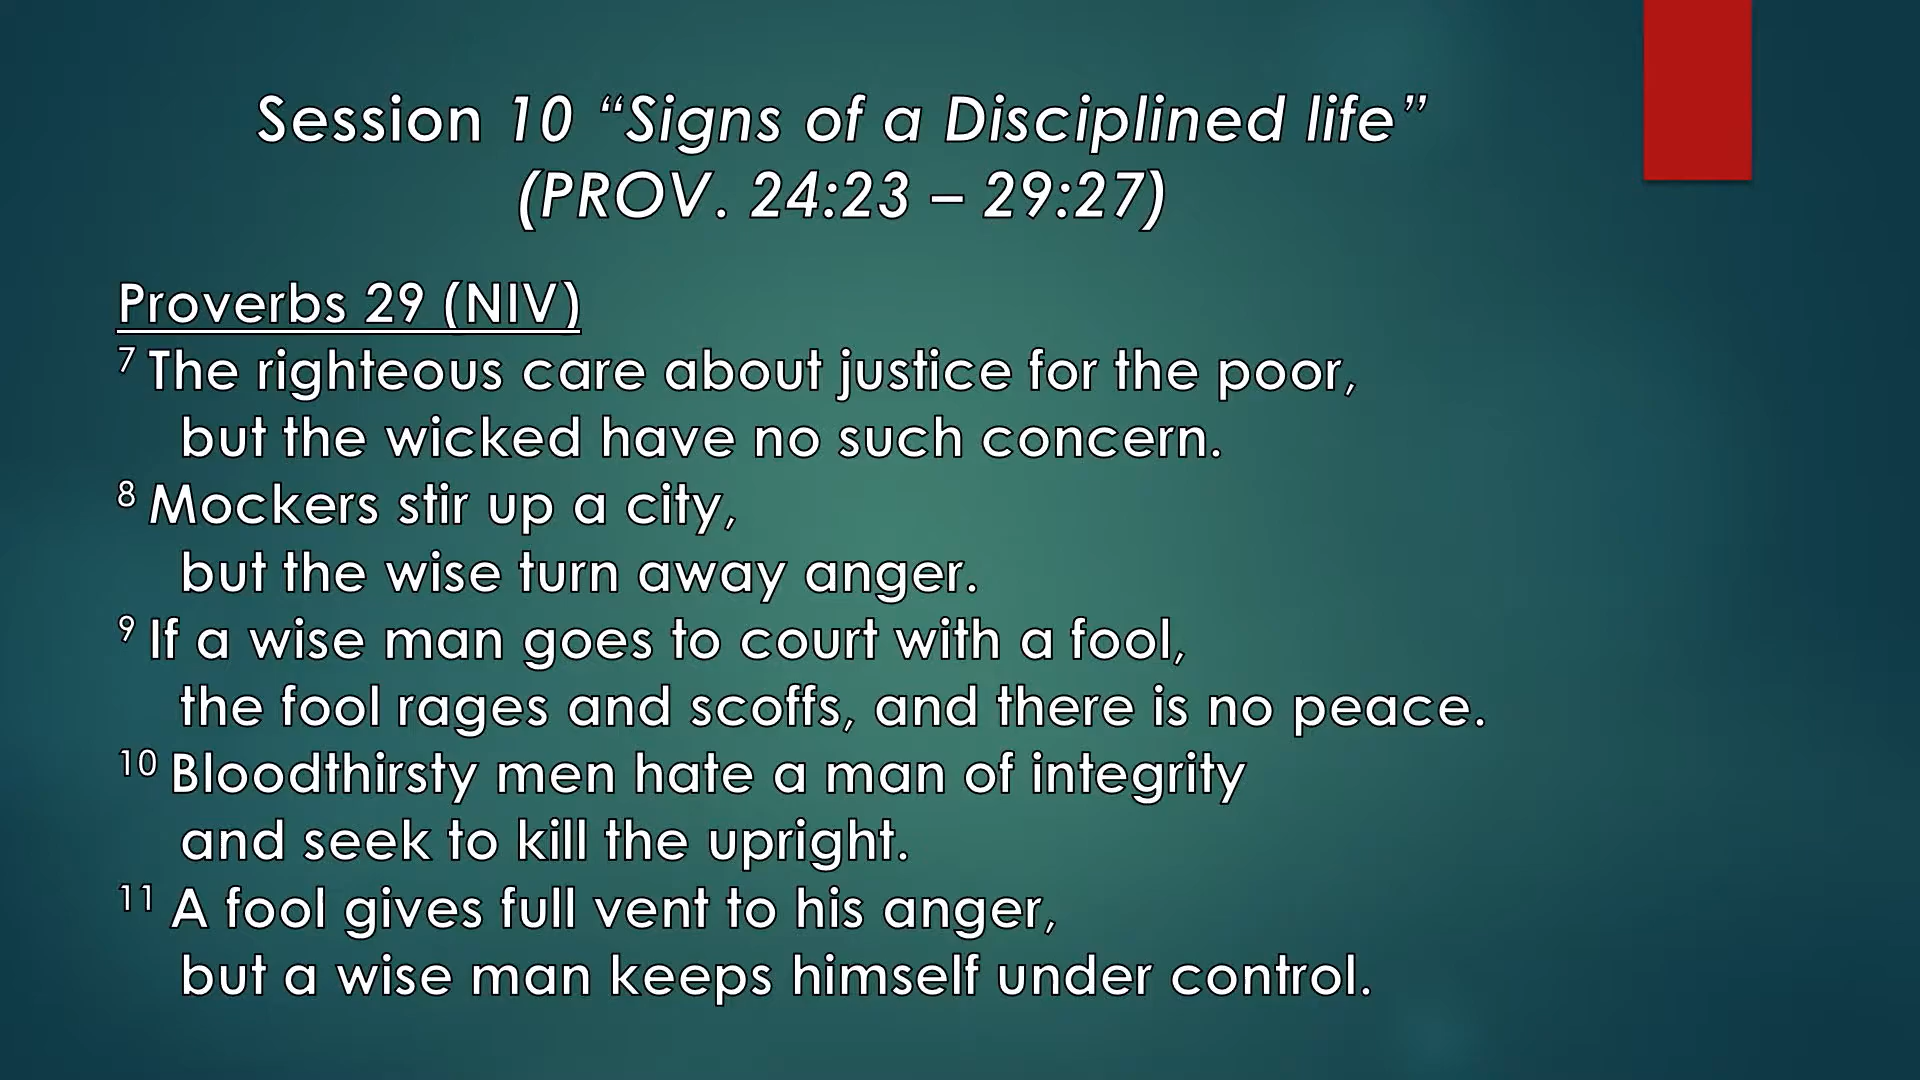 Session 10 “Signs of a Disciplined life”
(PROV. 24:23 – 29:27)
Proverbs 29 (NIV)
7 The righteous care about justice for the poor,
but the wicked have no such concern.
8 Mockers stir up a city,
but the wise turn away anger.
9 If a wise man goes to court with a fool,
the fool rages and scoffs, and there is no peace.
10 Bloodthirsty men hate a man of integrity
and seek to kill the upright.
11 A fool gives full vent to his anger,
but a wise man keeps himself under control.